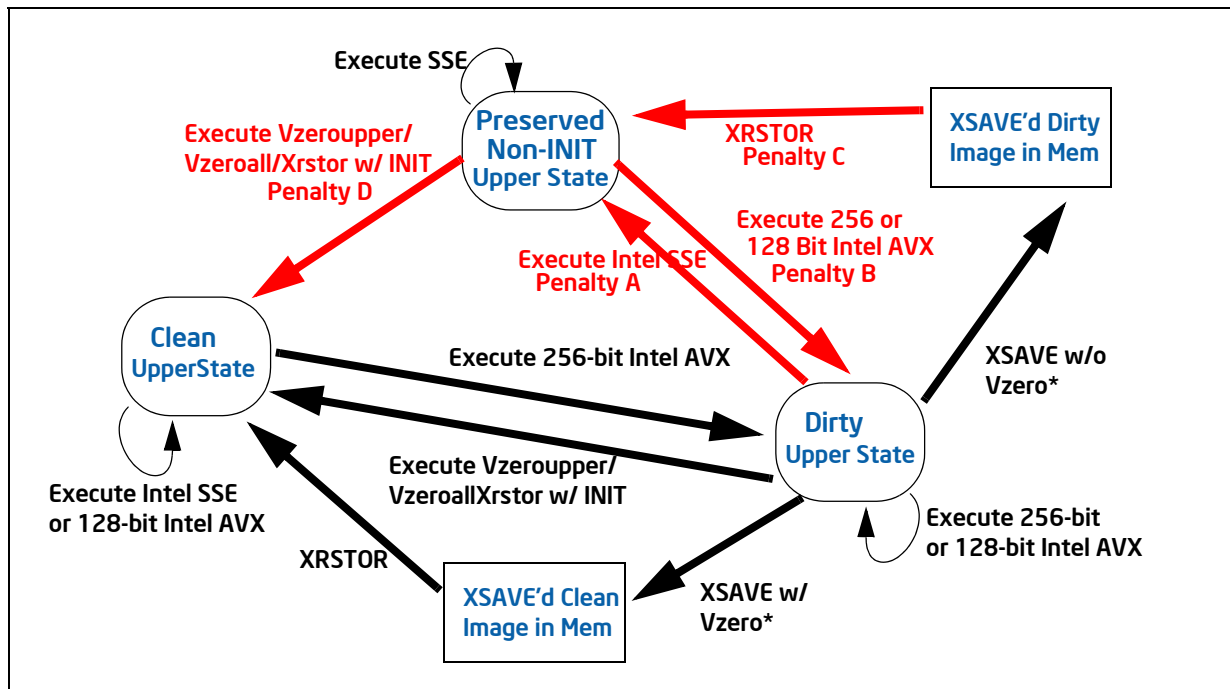 Execute SSE
Preserved
Non-INIT
Upper State
Execute Vzeroupper/
Vzeroall/Xrstor w/ INIT
Penalty D
XRSTOR
Penalty C
XSAVE'd Dirty
Image in Mem
Execute 256 or
128 Bit Intel AVX
Penalty B
Execute Intel SSE
Penalty A
Clean
UpperState
Execute 256-bit Intel AVX
XSAVE w/o
Vzero*
Dirty
Upper State
Execute Vzeroupper/
VzeroallXrstor w/ INIT
Execute Intel SSE
or 128-bit Intel AVX
Execute 256-bit
or 128-bit Intel AVX
XRSTOR
XSAVE'd Clean
Image in Mem
XSAVE w/
Vzero*